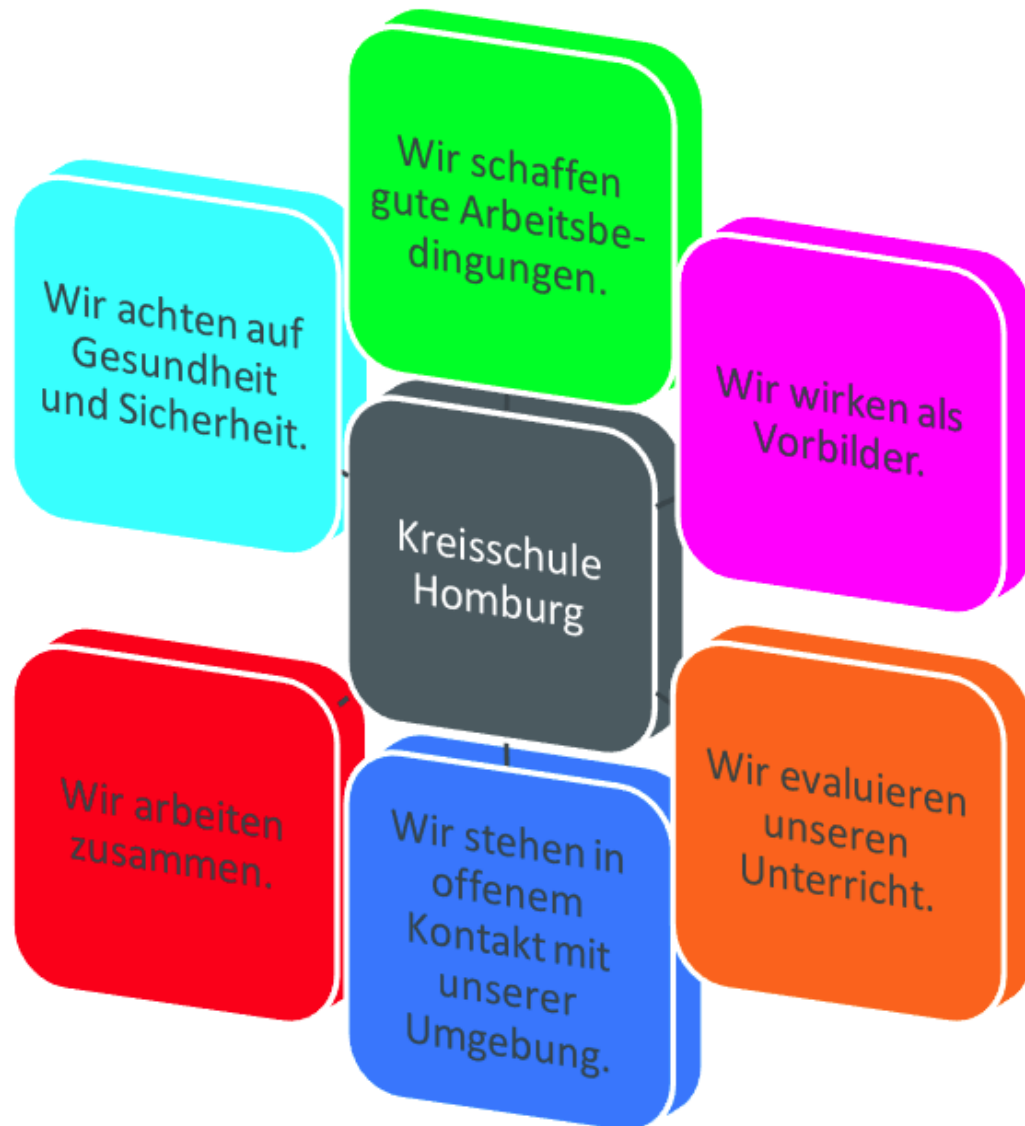 Wir schaffen
gute Arbeitsbe-
dingungen.
Wir achten auf
Gesundheit
und Sicherheit.
Wir wirken als
Vorbilder.
Kreisschule
Homburg
Wir arbeiten
zusammen.
Wir stehen in
offenem
Kontakt mit
unserer
Umgebung.
Wir evaluieren
unseren
Unterricht.